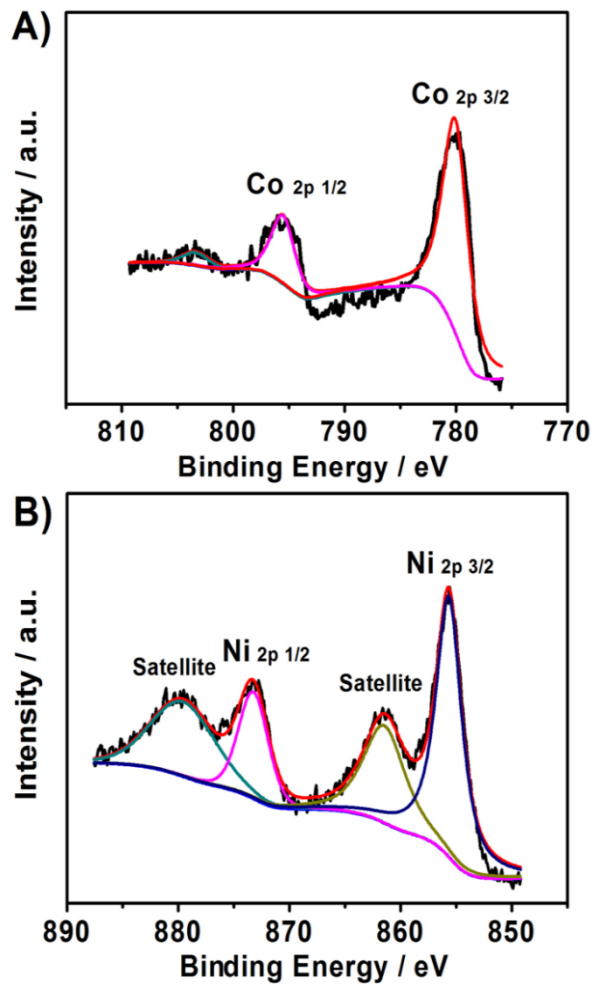 A)
Co 2p 3/2
Co 2p 1/2
Intensity / a.u.
810 800 790 780 770
Binding Energy / eV
B)
Ni 2p 3/2
Ni 2p 1/2
Satellite
Satellite
Intensity / a.u.
890 880 870 860 850
Binding Energy / eV